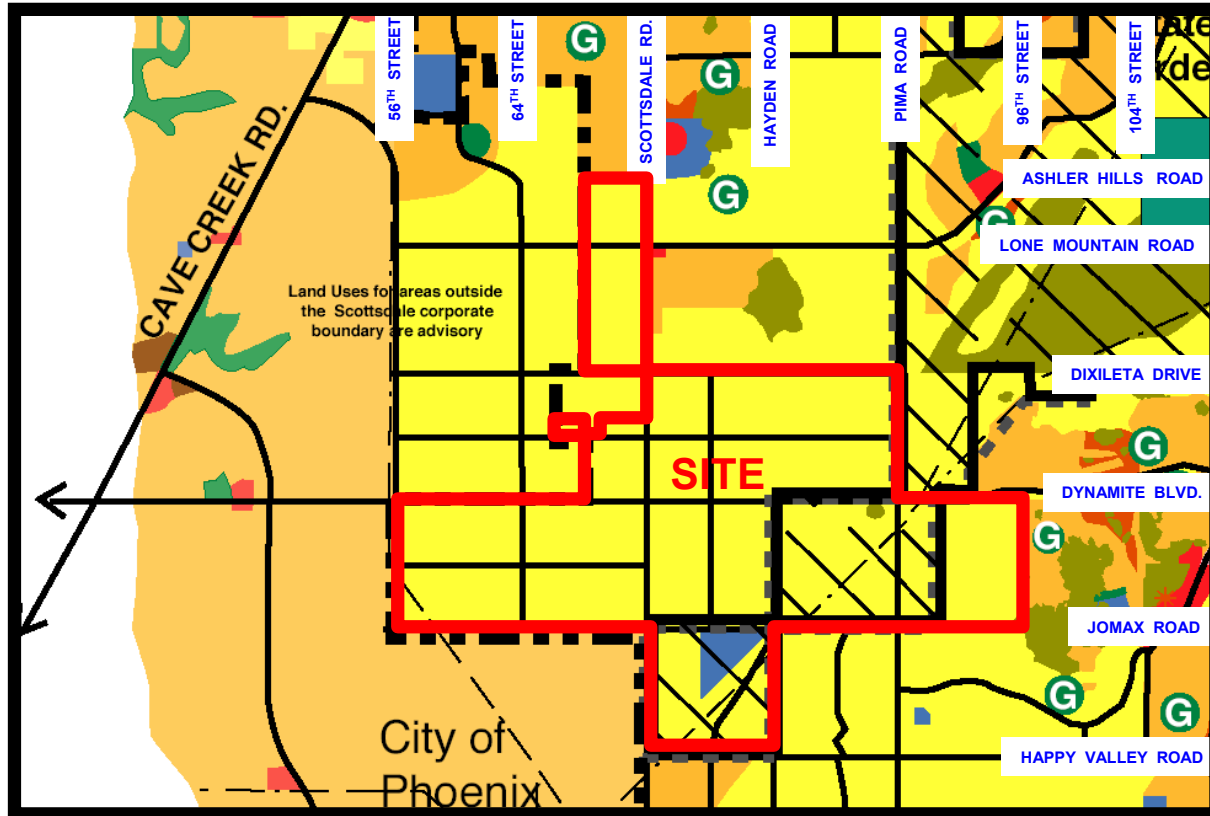 56TH STREET
64TH STREET
SCOTTSDALE RD.
HAYDEN ROAD
PIMA ROAD
96TH STREET
104TH STREET
G
G
G
G
CAVE CREEK RD.
ASHLER HILLS ROAD
LONE MOUNTAIN ROAD
Land Uses for areas outside
the Scottsdale corporate
boundary are advisory
DIXILETA DRIVE
G
SITE
DYNAMITE BLVD.
G
JOMAX ROAD
G
G
City of
Phoenix
HAPPY VALLEY ROAD